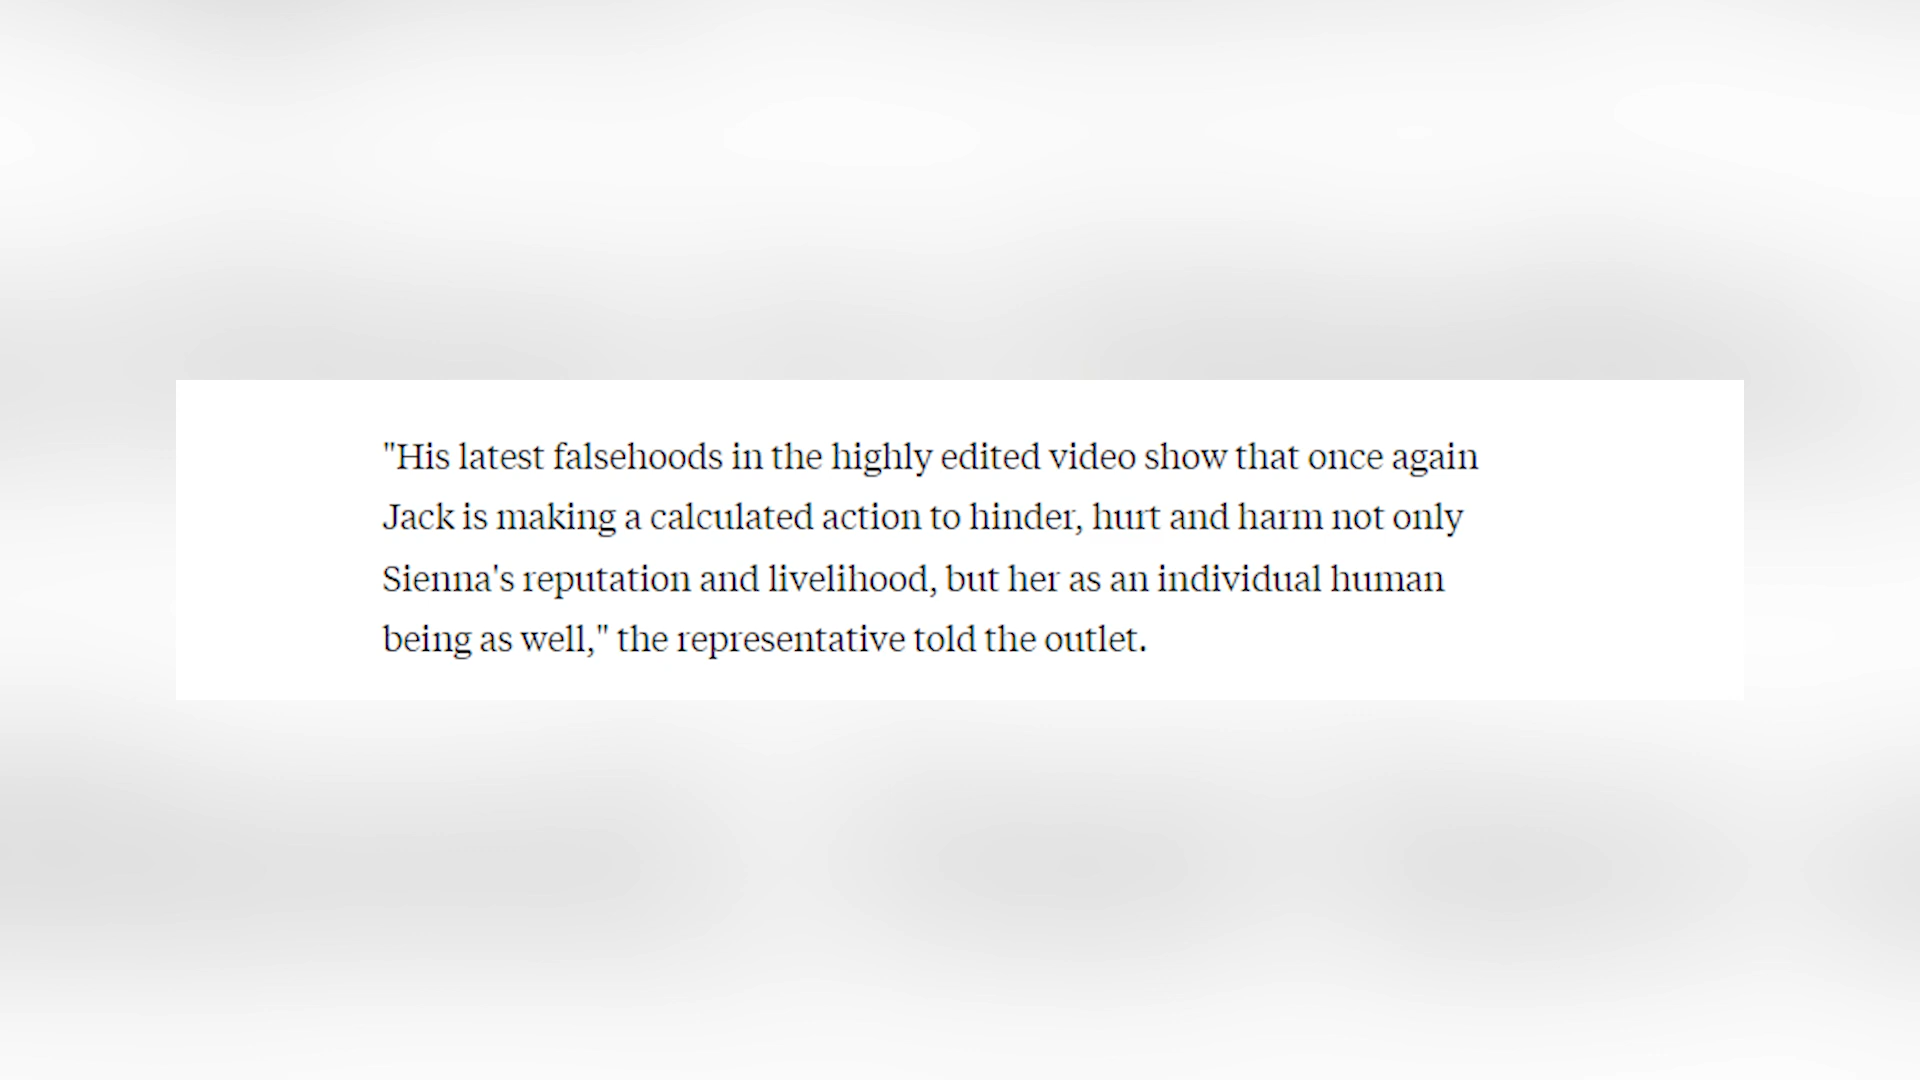 "His latest falsehoods in the highly edited video show that once again
Jack is making a calculated action to hinder, hurt and harm not only
Sienna's reputation and livelihood, but her as an individual human
being as well," the representative told the outlet.